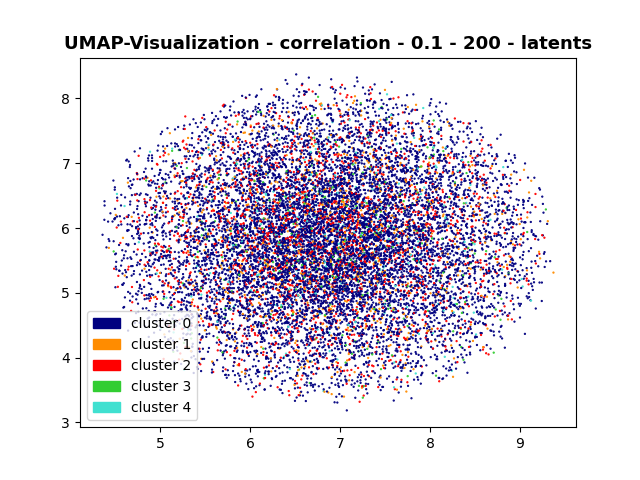 UMAP-Visualization - correlation - 0.1 - 200 - latents
8
7
6
5
4
3
cluster 0
cluster 1
cluster 2
cluster 3
cluster 4
5 6 7 8 9